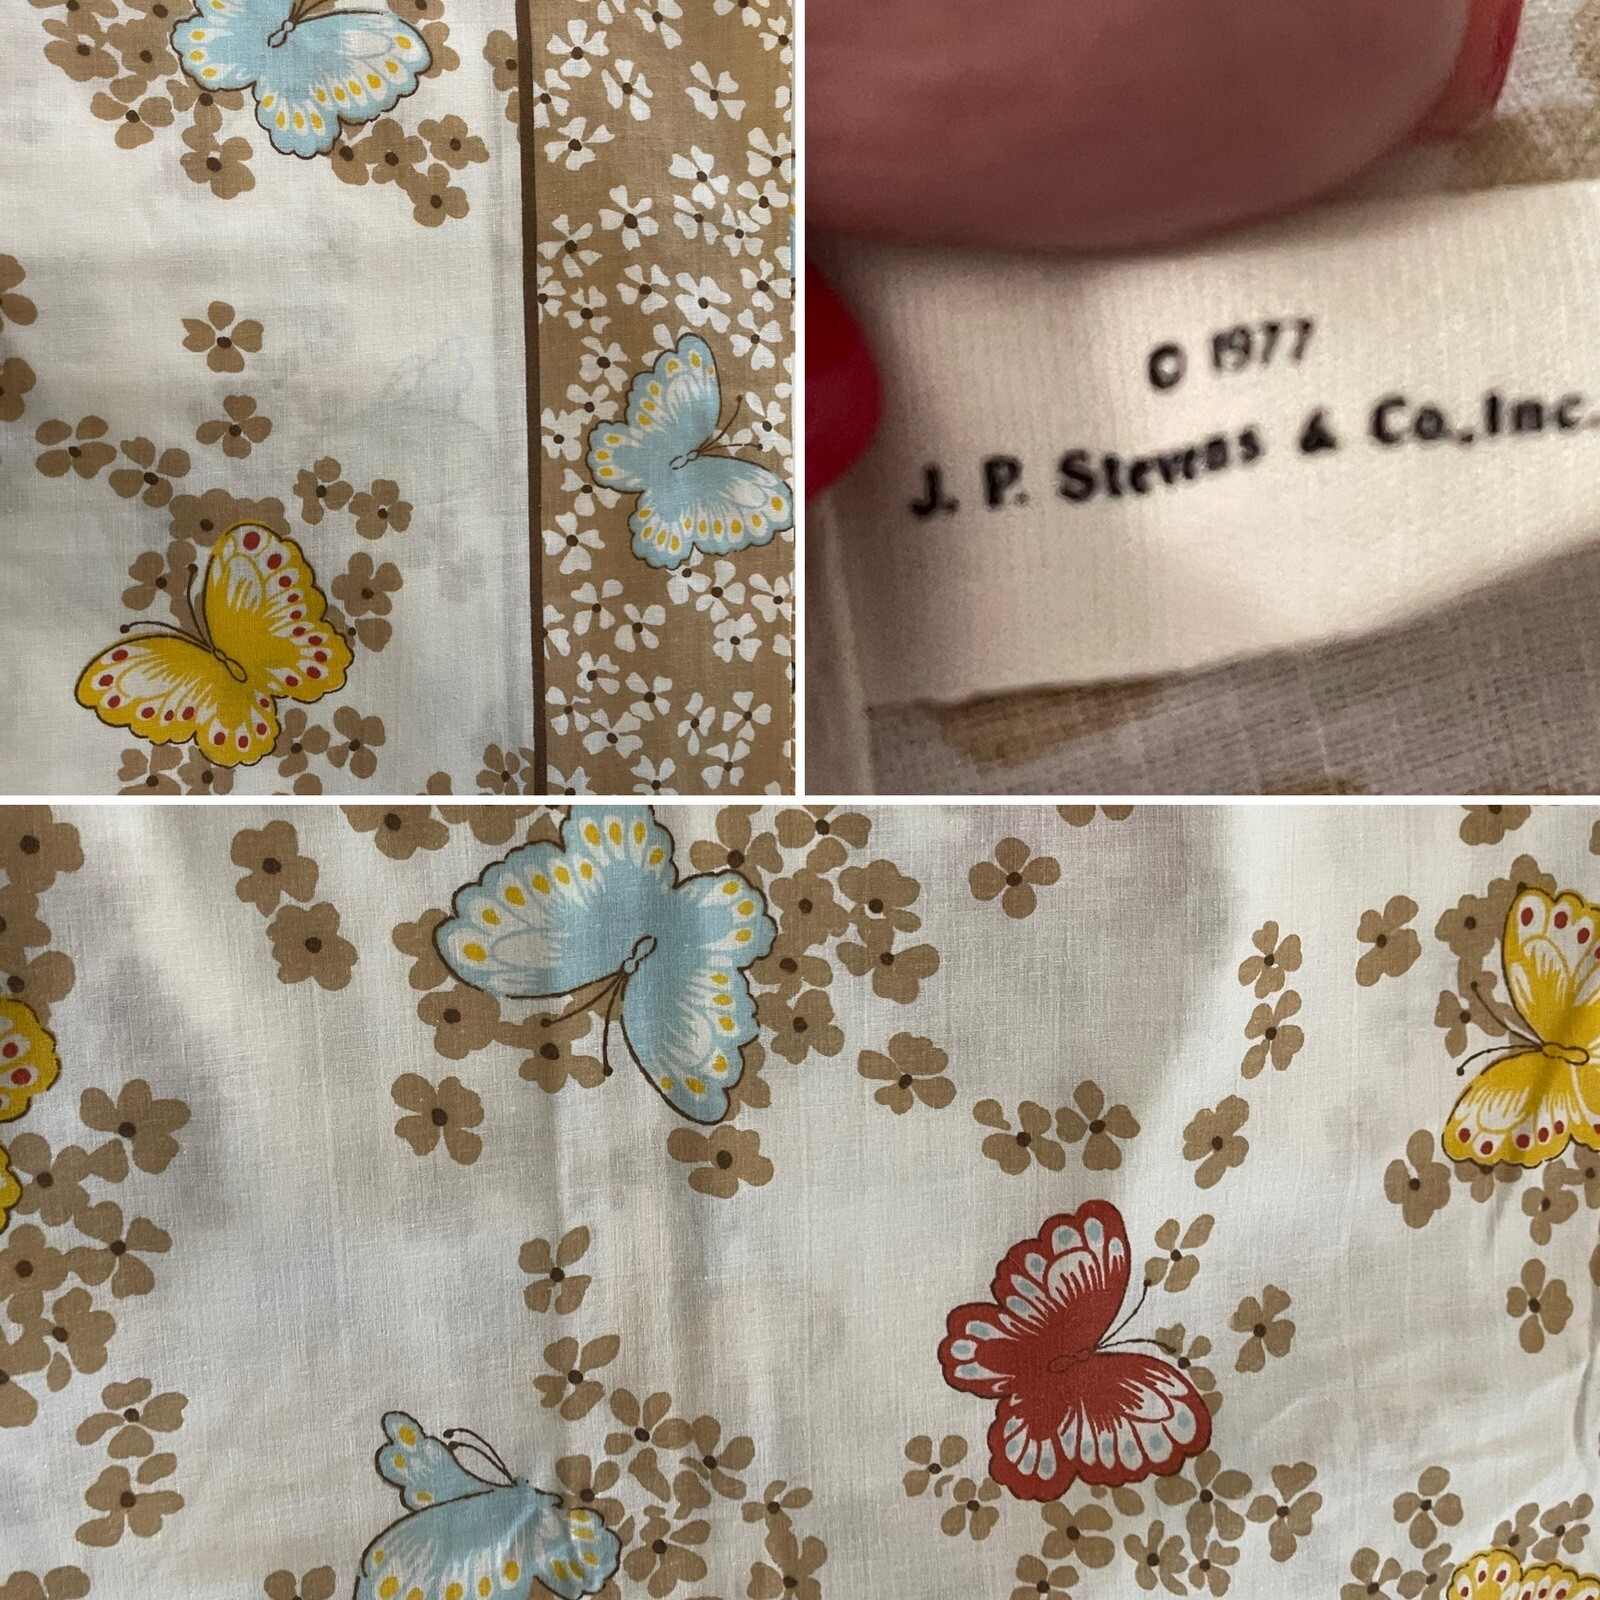 © 1977
J. P. Stevens & Co., Inc.